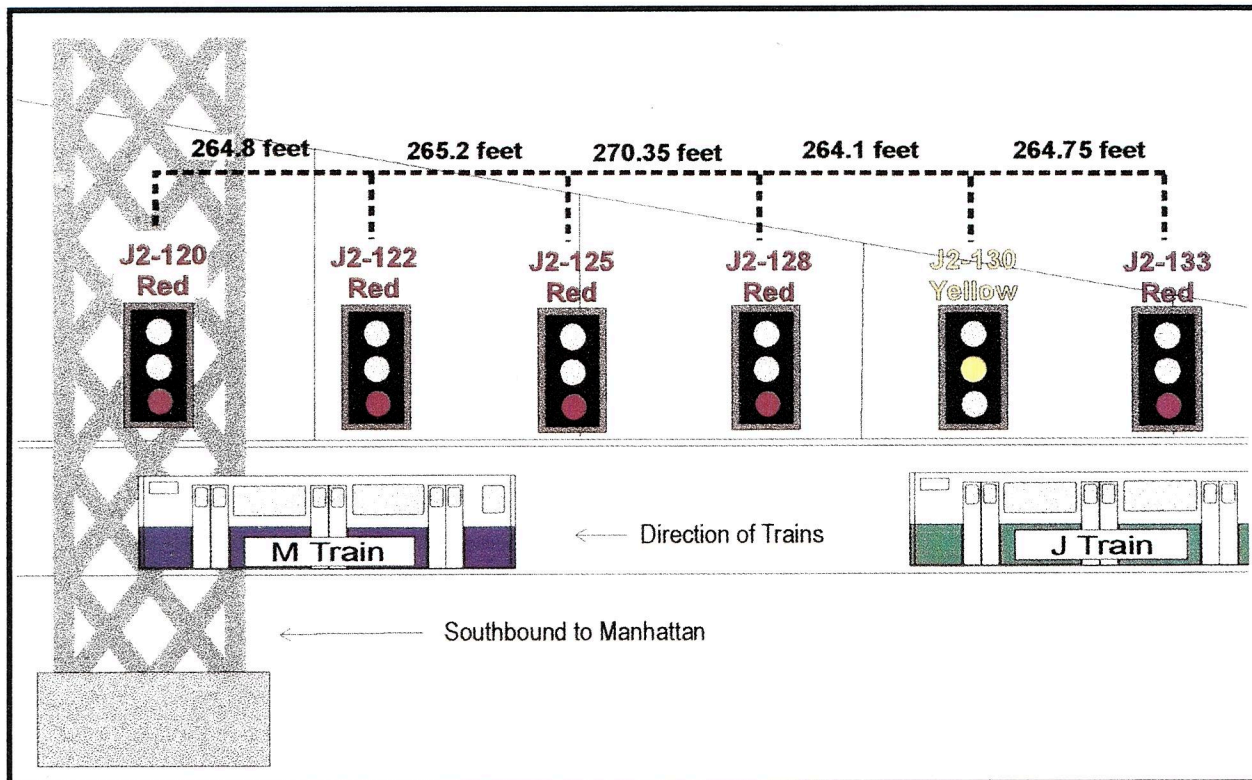 264.8 feet
265.2 feet
270.35 feet
264.1 feet
264.75 feet
J2-120
Red
J2-122
Red
J2-125
Red
J2-128
Red
J2-130
Yellow
J2-133
Red
M Train
Direction of Trains
J Train
Southbound to Manhattan